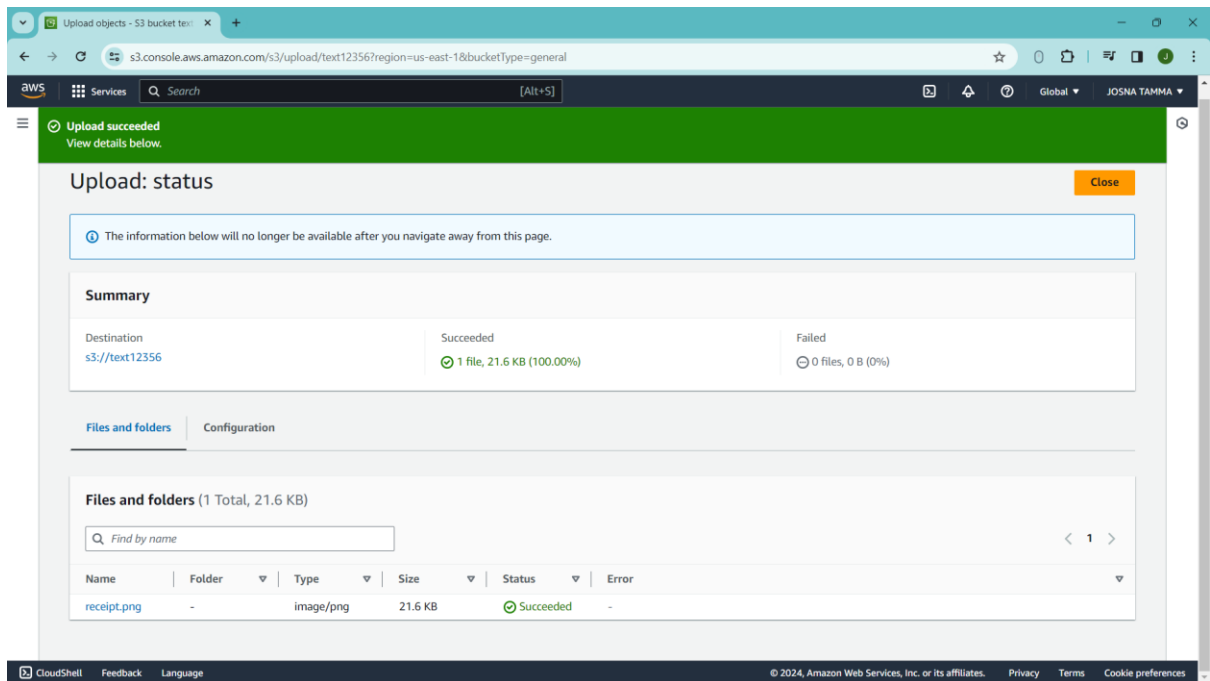 Upload objects - S3 bucket text
s3.console.aws.amazon.com/s3/upload/text12356?region=us-east-1&bucketType=general
J
aws Services Search [Alt+S] Global JOSNA TAMMA
Upload succeeded
View details below.
Upload: status Close
The information below will no longer be available after you navigate away from this page.
Summary
Destination Succeeded Failed
s3://text12356 1 file, 21.6 KB (100.00%) 0 files, 0 B (0%)
Files and folders Configuration
Files and folders (1 Total, 21.6 KB)
Find by name 1
Name Folder Type Size Status Error
receipt.png - image/png 21.6 KB Succeeded -
CloudShell Feedback Language © 2024, Amazon Web Services, Inc. or its affiliates. Privacy Terms Cookie preferences